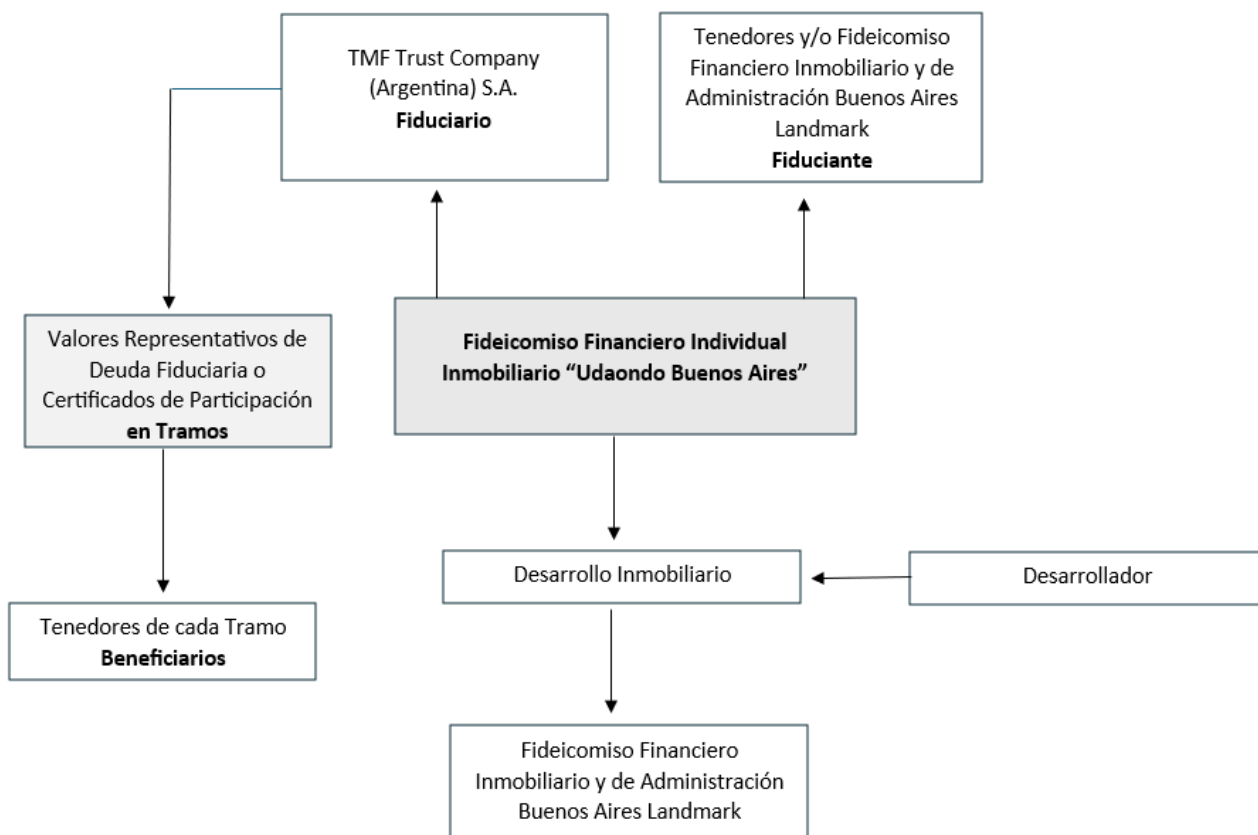 TMF Trust Company
(Argentina) S.A.
Fiduciario
Tenedores y/o Fideicomiso
Financiero Inmobiliario y de
Administración Buenos Aires
Landmark
Fiduciante
Valores Representativos de
Deuda Fiduciaria o
Certificados de Participación
en Tramos
Fideicomiso Financiero Individual
Inmobiliario “Udaondo Buenos Aires”
Desarrollo Inmobiliario
Desarrollador
Tenedores de cada Tramo
Beneficiarios
Fideicomiso Financiero
Inmobiliario y de Administración
Buenos Aires Landmark